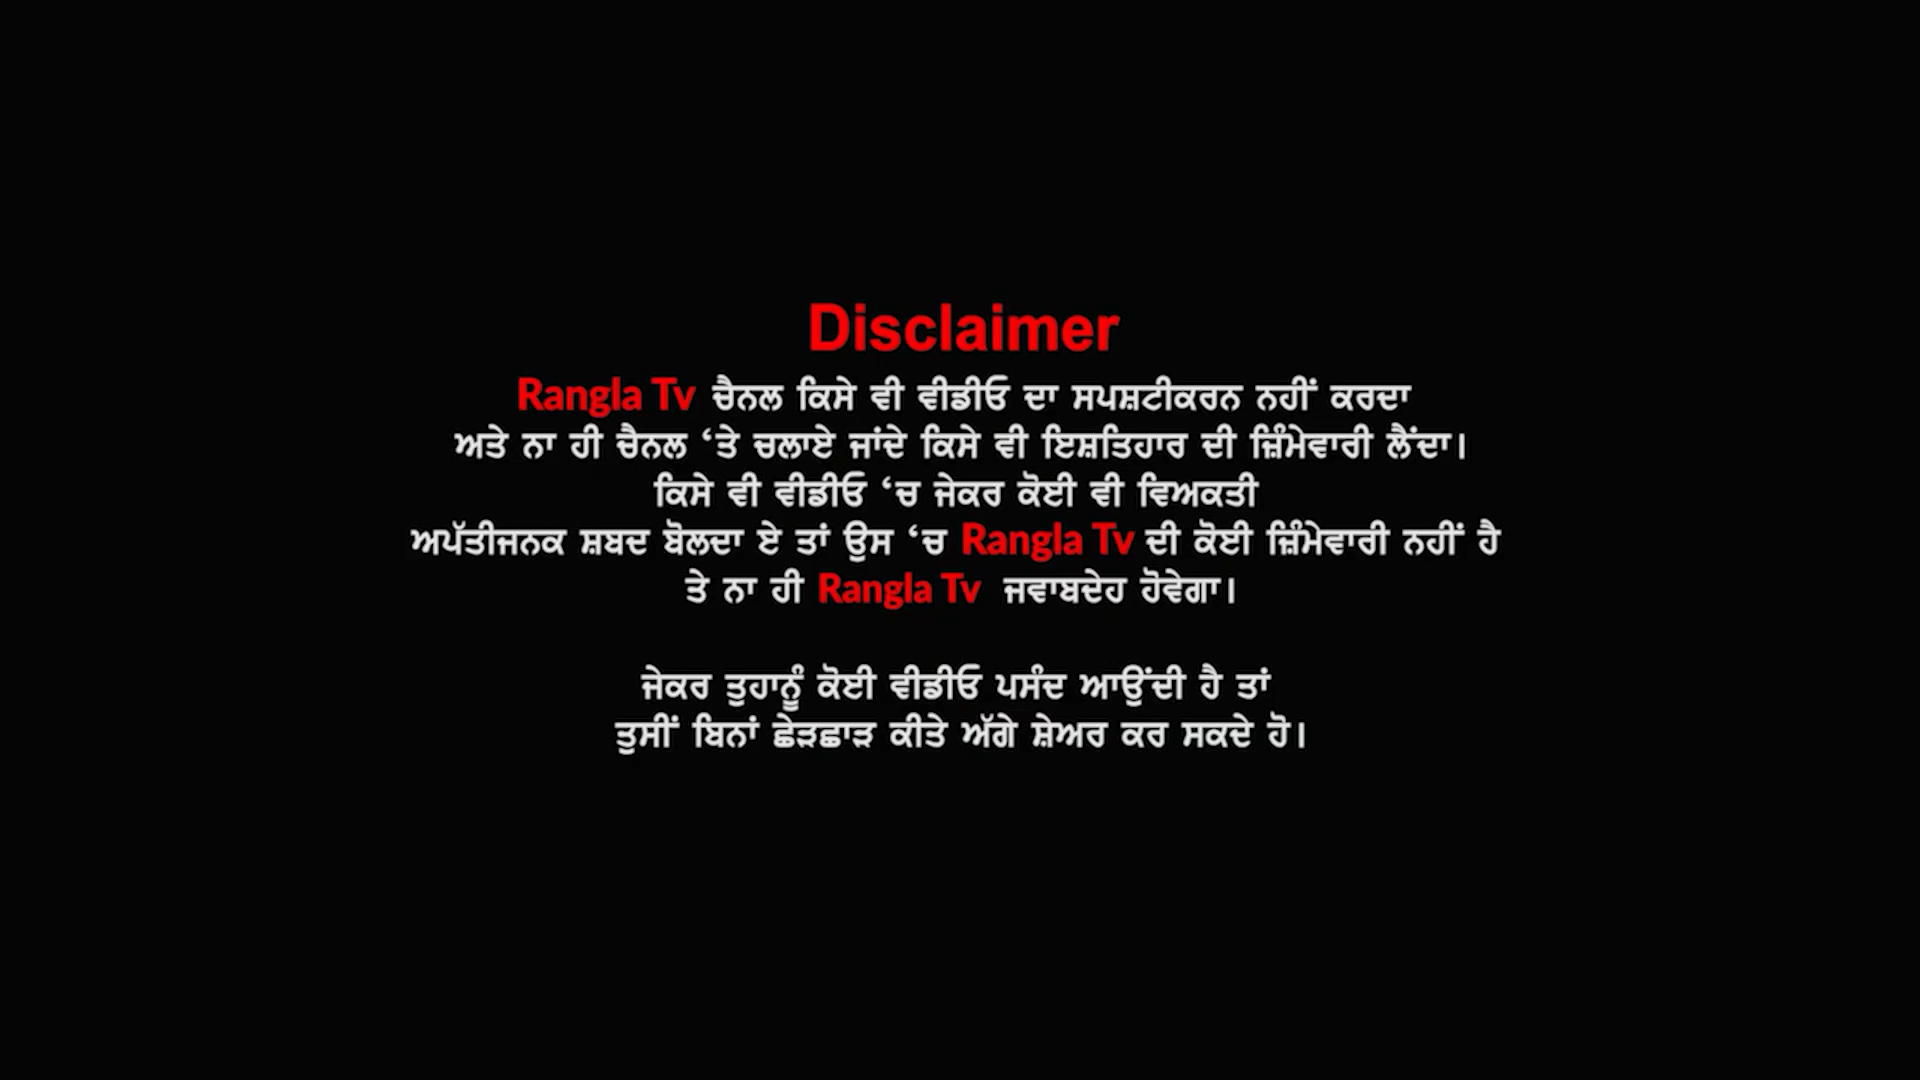 Disclaimer
Rangla Tv ਚੈਨਲ ਕਿਸੇ ਵੀ ਵੀਡੀਓ ਦਾ ਸਪਸ਼ਟੀਕਰਨ ਨਹੀਂ ਕਰਦਾ
ਅਤੇ ਨਾ ਹੀ ਚੈਨਲ ‘ਤੇ ਚਲਾਏ ਜਾਂਦੇ ਕਿਸੇ ਵੀ ਇਸ਼ਤਿਹਾਰ ਦੀ ਜ਼ਿੰਮੇਵਾਰੀ ਲੈਂਦਾ।
ਕਿਸੇ ਵੀ ਵੀਡੀਓ ‘ਚ ਜੇਕਰ ਕੋਈ ਵੀ ਵਿਅਕਤੀ
ਅਪੱਤੀਜਨਕ ਸ਼ਬਦ ਬੋਲਦਾ ਏ ਤਾਂ ਉਸ ‘ਚ Rangla Tv ਦੀ ਕੋਈ ਜ਼ਿੰਮੇਵਾਰੀ ਨਹੀਂ ਹੈ
ਤੇ ਨਾ ਹੀ Rangla Tv ਜਵਾਬਦੇਹ ਹੋਵੇਗਾ।
ਜੇਕਰ ਤੁਹਾਨੂੰ ਕੋਈ ਵੀਡੀਓ ਪਸੰਦ ਆਉਂਦੀ ਹੈ ਤਾਂ
ਤੁਸੀਂ ਬਿਨਾਂ ਛੇੜਛਾੜ ਕੀਤੇ ਅੱਗੇ ਸ਼ੇਅਰ ਕਰ ਸਕਦੇ ਹੋ।